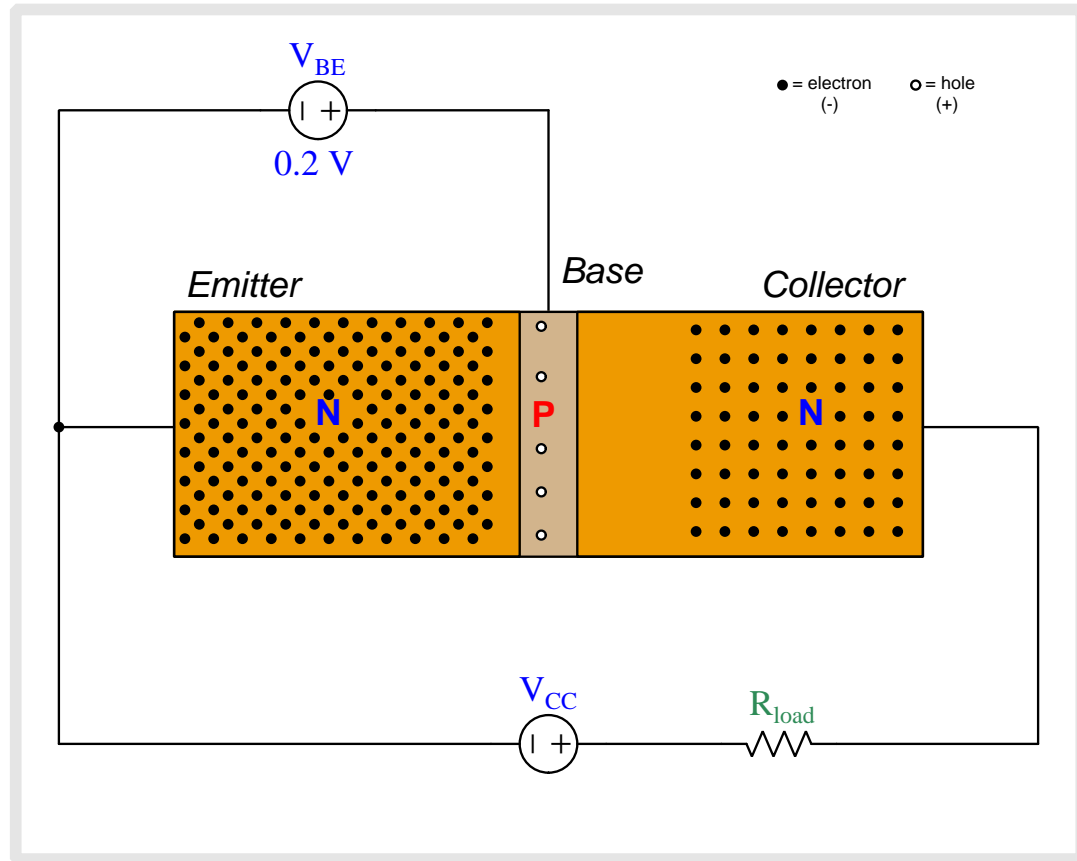 V_BE
− +
0.2 V
● = electron
(-)
○ = hole
(+)
Emitter
Base
Collector
N
P
N
V_CC
− +
R_load